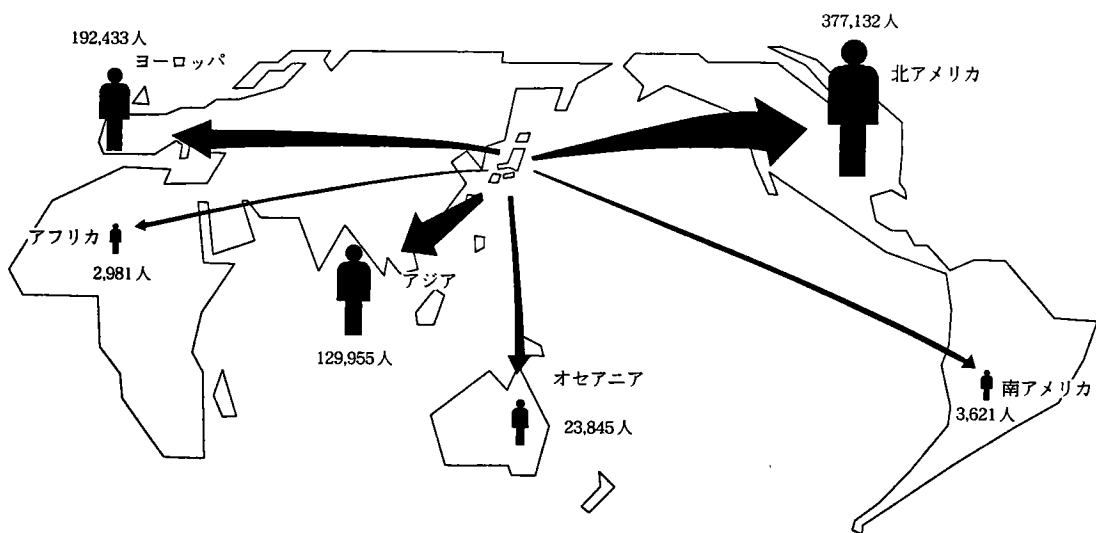 192,433人
ヨーロッパ
377,132人
北アメリカ
アフリカ
2,981人
アジア
129,955人
オセアニア
23,845人
南アメリカ
3,621人